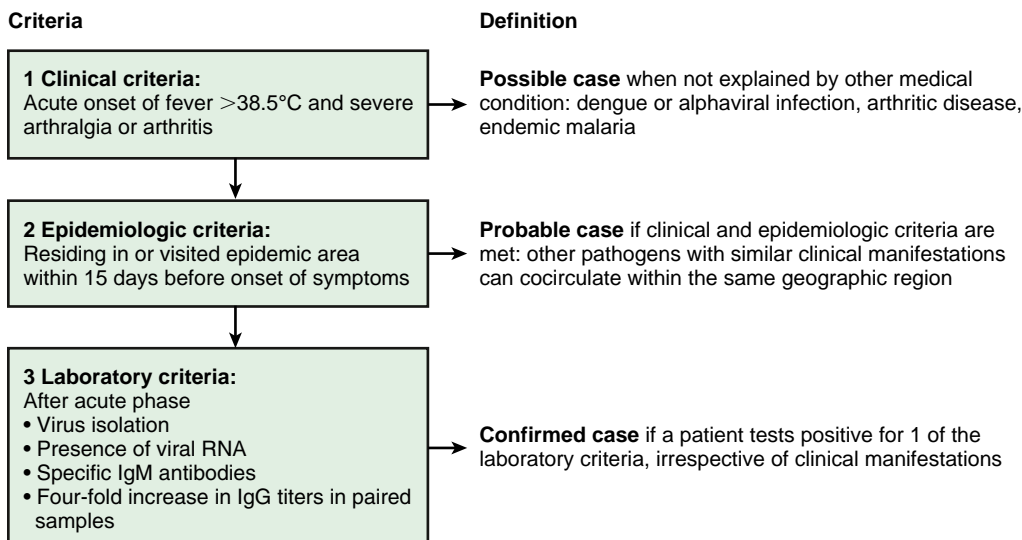 Criteria
Definition
1 Clinical criteria:
Acute onset of fever >38.5°C and severe
arthralgia or arthritis
Possible case when not explained by other medical
condition: dengue or alphaviral infection, arthritic disease,
endemic malaria
2 Epidemiologic criteria:
Residing in or visited epidemic area
within 15 days before onset of symptoms
Probable case if clinical and epidemiologic criteria are
met: other pathogens with similar clinical manifestations
can cocirculate within the same geographic region
3 Laboratory criteria:
After acute phase
• Virus isolation
• Presence of viral RNA
• Specific IgM antibodies
• Four-fold increase in IgG titers in paired
samples
Confirmed case if a patient tests positive for 1 of the
laboratory criteria, irrespective of clinical manifestations